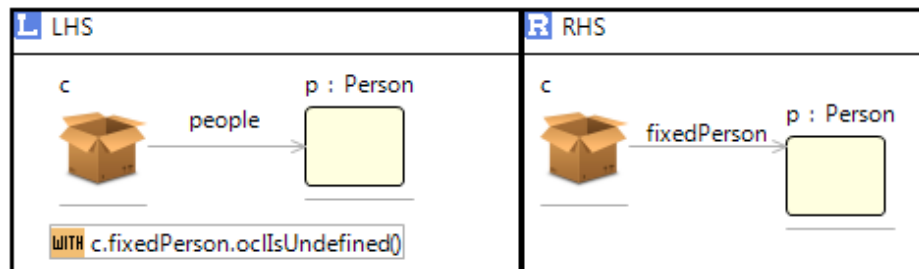 L LHS
c
p : Person
people
WITH c.fixedPerson.oclIsUndefined()
R RHS
c
p : Person
fixedPerson